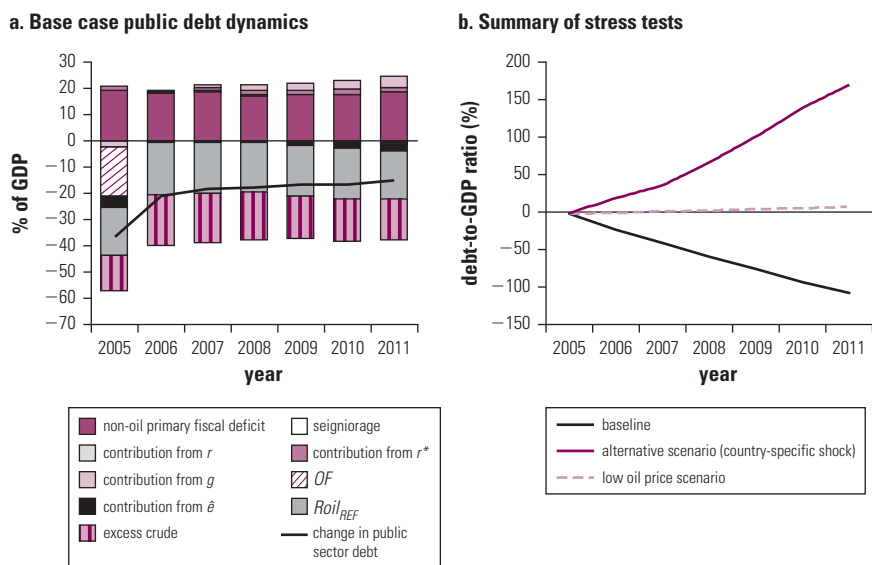 a. Base case public debt dynamics
% of GDP
30
20
10
0
−10
−20
−30
−40
−50
−60
−70
2005 2006 2007 2008 2009 2010 2011
year
non-oil primary fiscal deficit
contribution from r
contribution from g
contribution from ê
excess crude
seigniorage
contribution from r*
OF
Roil_REF
change in public
sector debt
b. Summary of stress tests
debt-to-GDP ratio (%)
200
150
100
50
0
−50
−100
−150
2005 2006 2007 2008 2009 2010 2011
year
baseline
alternative scenario (country-specific shock)
low oil price scenario